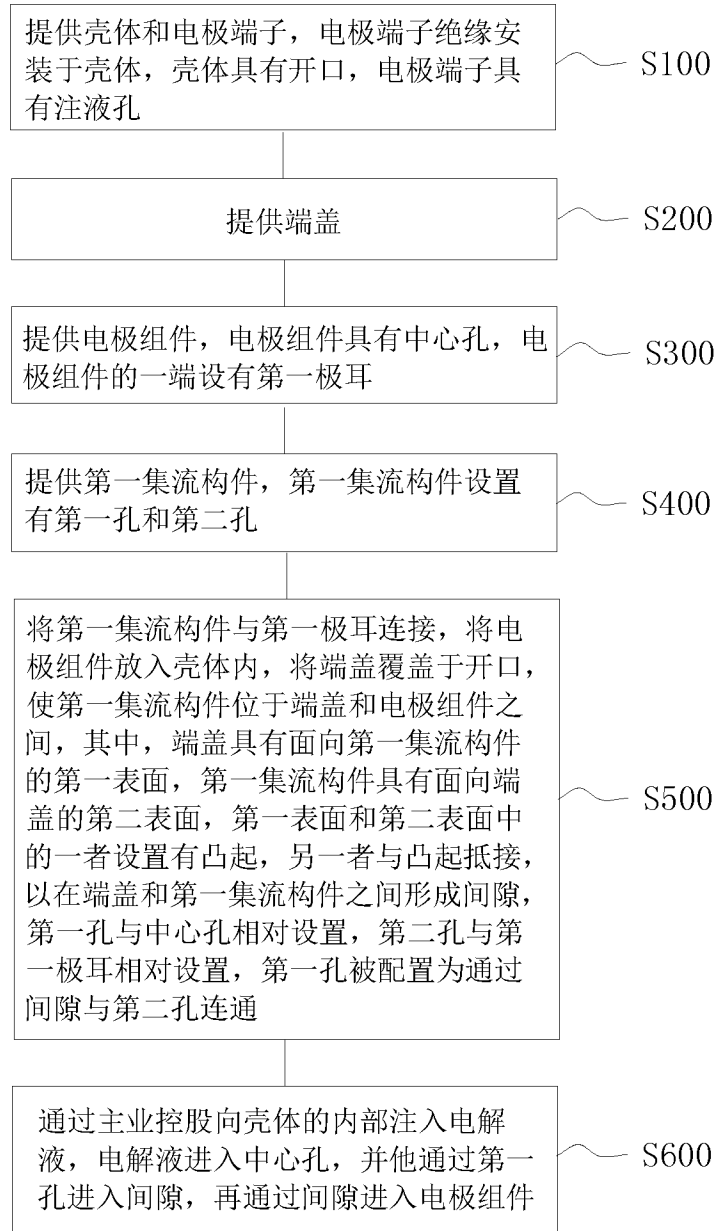 提供壳体和电极端子，电极端子绝缘安
装于壳体，壳体具有开口，电极端子具
有注液孔
S100
提供端盖
S200
提供电极组件，电极组件具有中心孔，电
极组件的一端设有第一极耳
S300
提供第一集流构件，第一集流构件设置
有第一孔和第二孔
S400
将第一集流构件与第一极耳连接，将电
极组件放入壳体内，将端盖覆盖于开口，
使第一集流构件位于端盖和电极组件之
间，其中，端盖具有面向第一集流构件
的第一表面，第一集流构件具有面向端
盖的第二表面，第一表面和第二表面中
的一者设置有凸起，另一者与凸起抵接，
以在端盖和第一集流构件之间形成间隙，
第一孔与中心孔相对设置，第二孔与第
一极耳相对设置，第一孔被配置为通过
间隙与第二孔连通
S500
通过主业控股向壳体的内部注入电解
液，电解液进入中心孔，并他通过第一
孔进入间隙，再通过间隙进入电极组件
S600